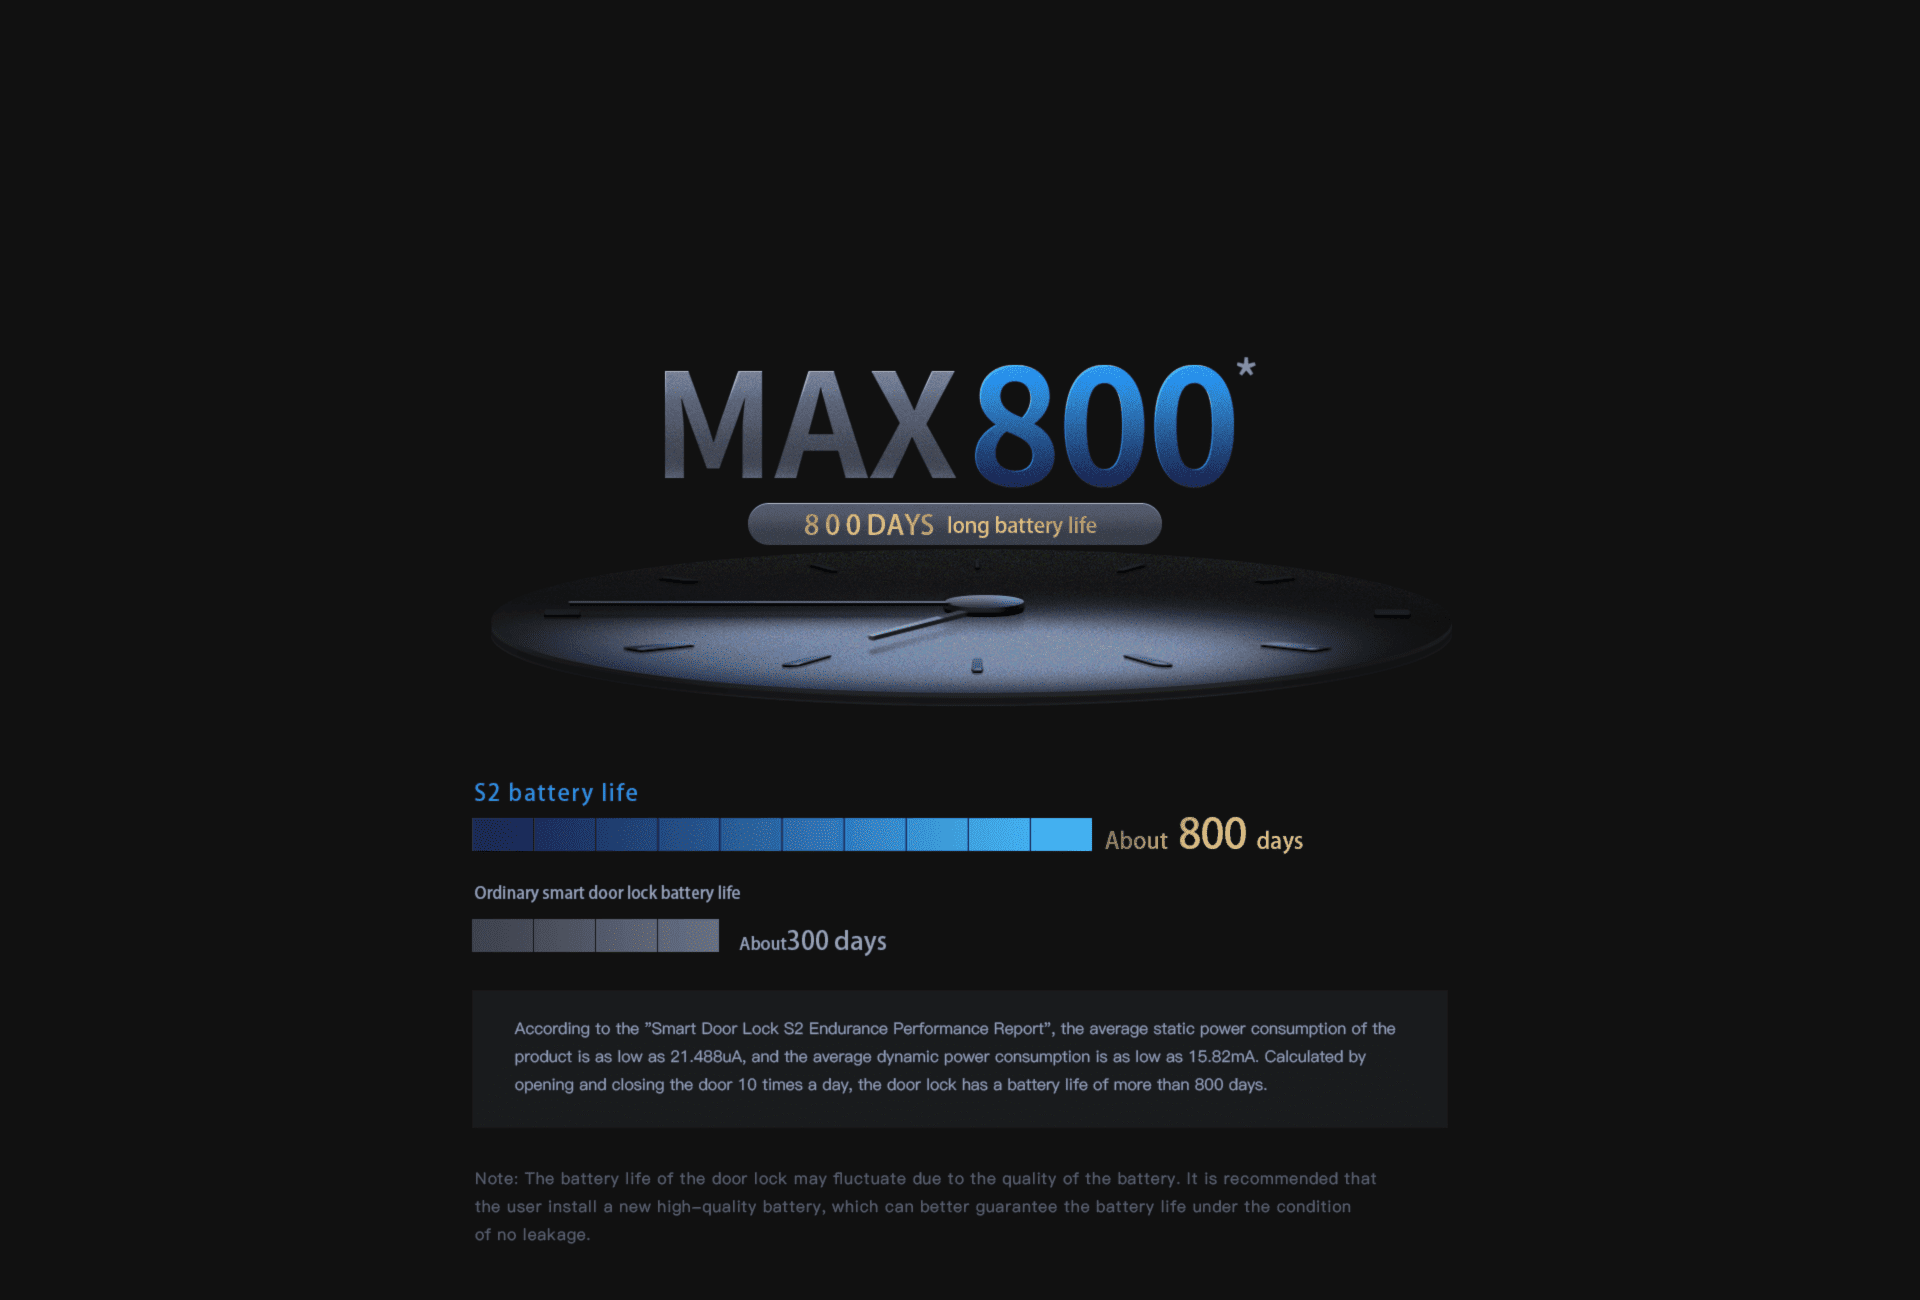 MAX 800*
800DAYS long battery life
S2 battery life
About 800 days
Ordinary smart door lock battery life
About300 days
According to the ”Smart Door Lock S2 Endurance Performance Report”, the average static power consumption of the
product is as low as 21.488uA, and the average dynamic power consumption is as low as 15.82mA. Calculated by
opening and closing the door 10 times a day, the door lock has a battery life of more than 800 days.
Note: The battery life of the door lock may fluctuate due to the quality of the battery. It is recommended that
the user install a new high-quality battery, which can better guarantee the battery life under the condition
of no leakage.